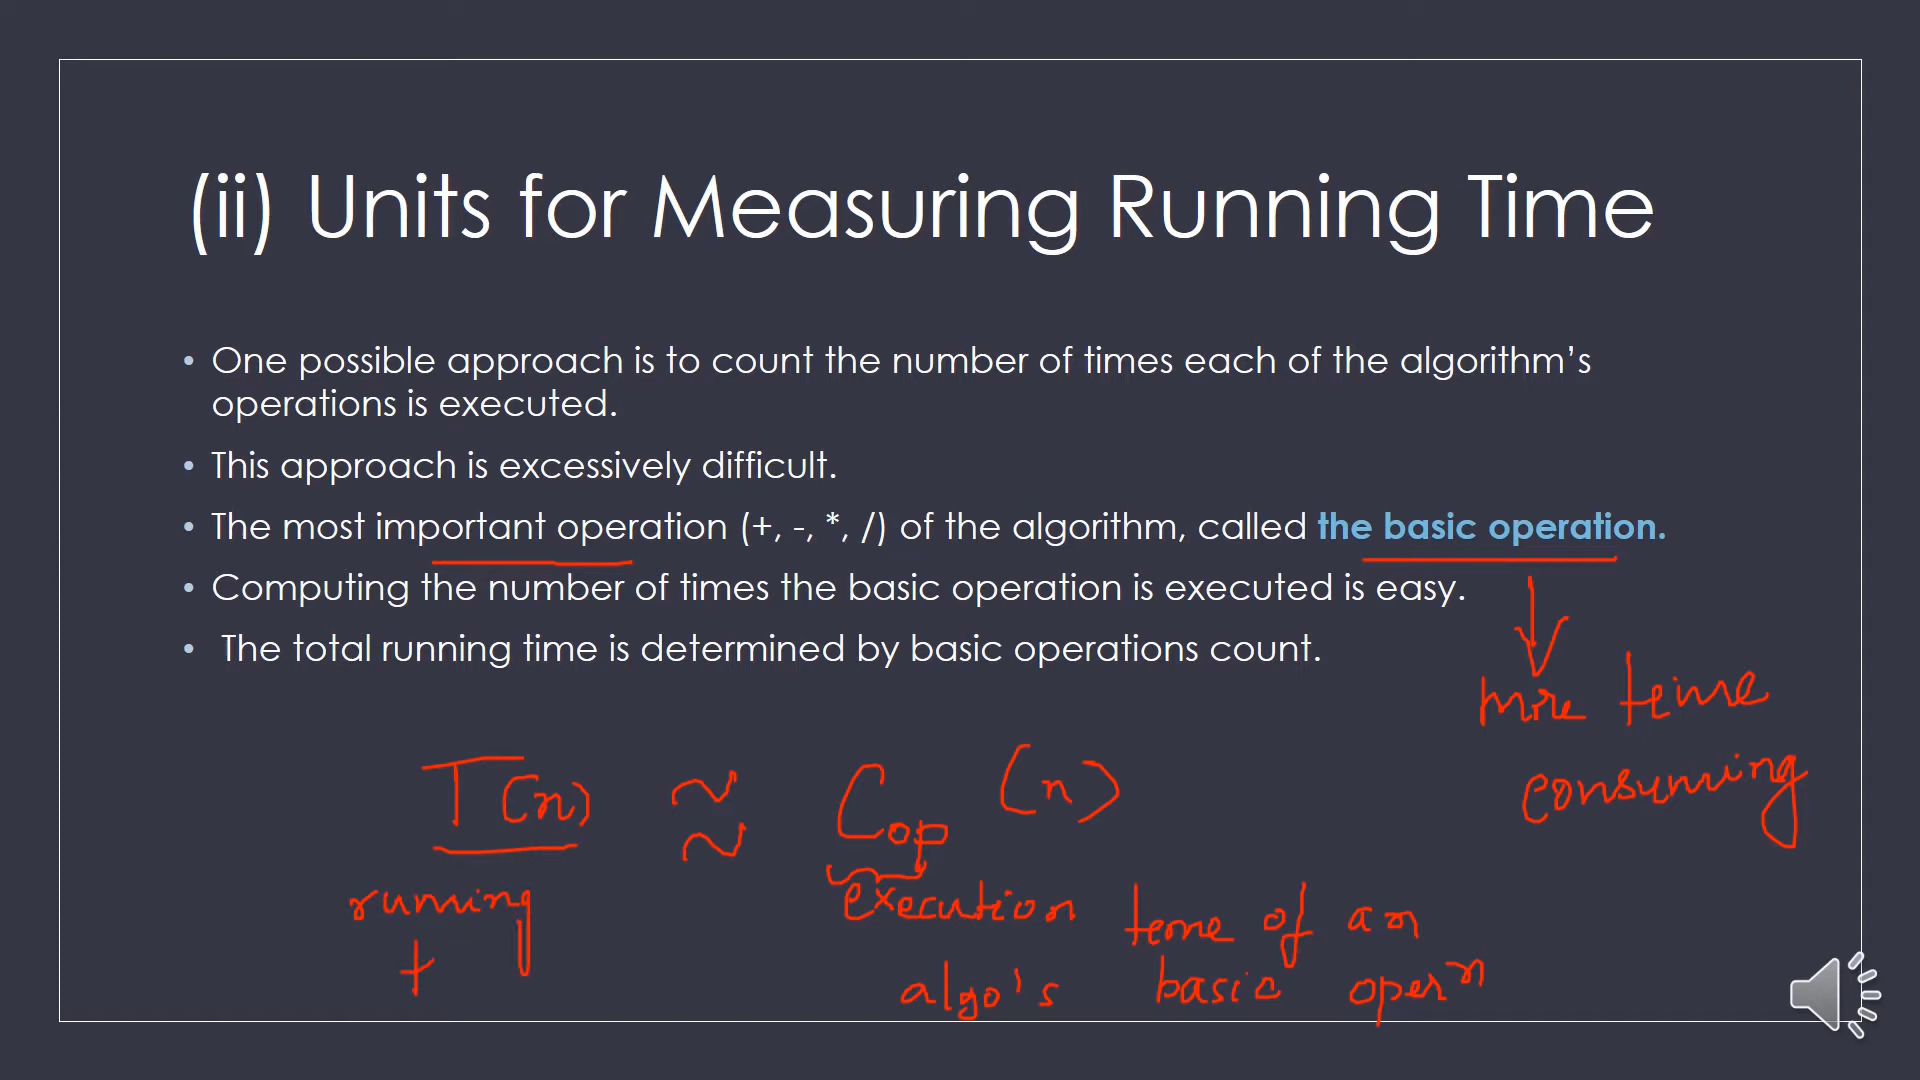 (ii) Units for Measuring Running Time
• One possible approach is to count the number of times each of the algorithm’s
operations is executed.
• This approach is excessively difficult.
• The most important operation (+, -, *, /) of the algorithm, called the basic operation.
• Computing the number of times the basic operation is executed is easy.
• The total running time is determined by basic operations count.
more time
consuming
T(n) ≈ Cop (n)
running
t
execution time of an
algo's basic opern